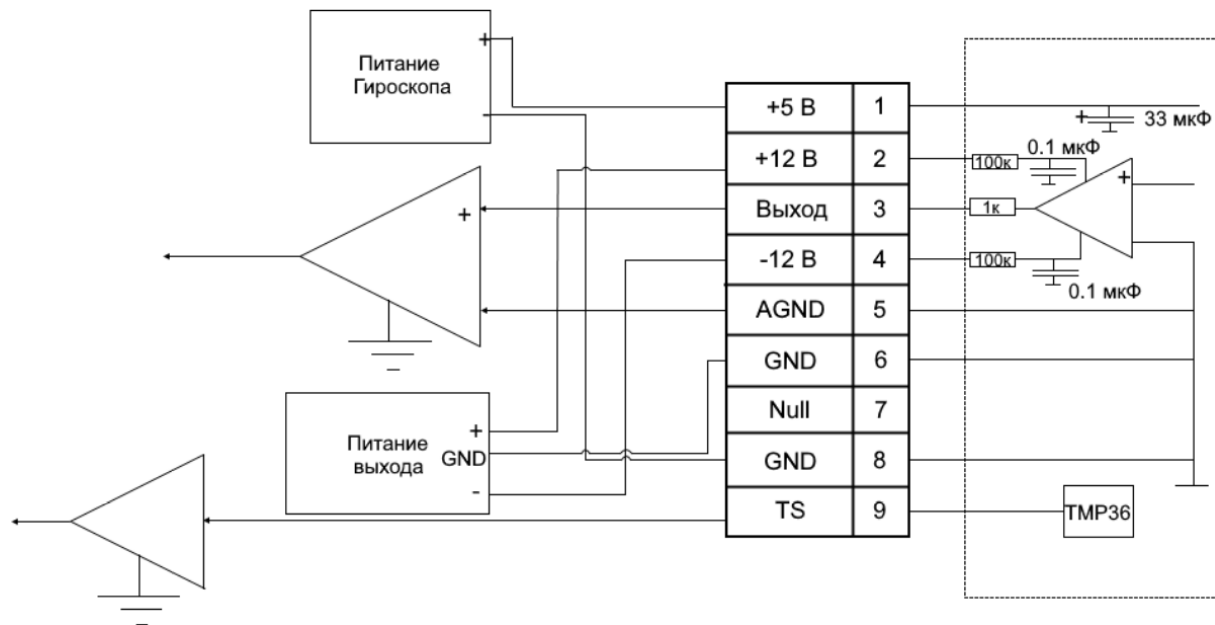 Питание
Гироскопа
+
-
+5 В 1
+12 В 2
Выход 3
-12 В 4
AGND 5
GND 6
Null 7
GND 8
TS 9
+
33 мкФ
0.1 мкФ
100к
+
1к
100к
0.1 мкФ
+
Питание
выхода
+
GND
-
TMP36